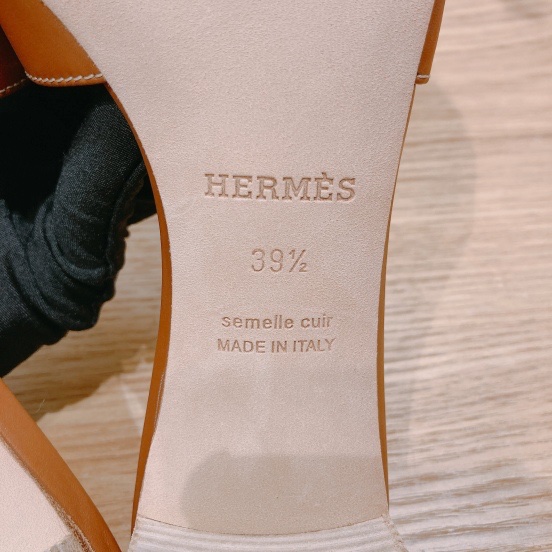 HERMÈS
39½
semelle cuir
MADE IN ITALY